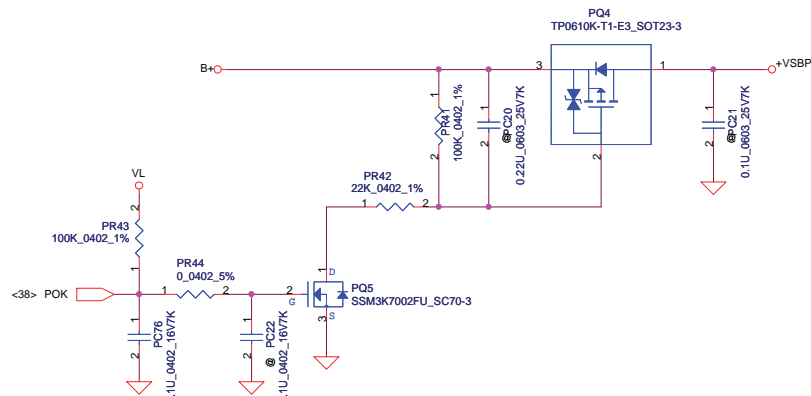 PQ4
TP0610K-T1-E3_SOT23-3
B+
3
1
+VSBP
1
2
PR41
100K_0402_1%
1
2
@PC20
0.22U_0603_25V7K
2
1
2
@PC21
0.1U_0603_25V7K
VL
PR42
22K_0402_1%
1
2
2
PR43
100K_0402_1%
1
PR44
0_0402_5%
<38>
POK
1
2
2
G
1
D
PQ5
SSM3K7002FU_SC70-3
3
S
1
2
PC76
.1U_0402_16V7K
1
2
@
PC22
.1U_0402_16V7K